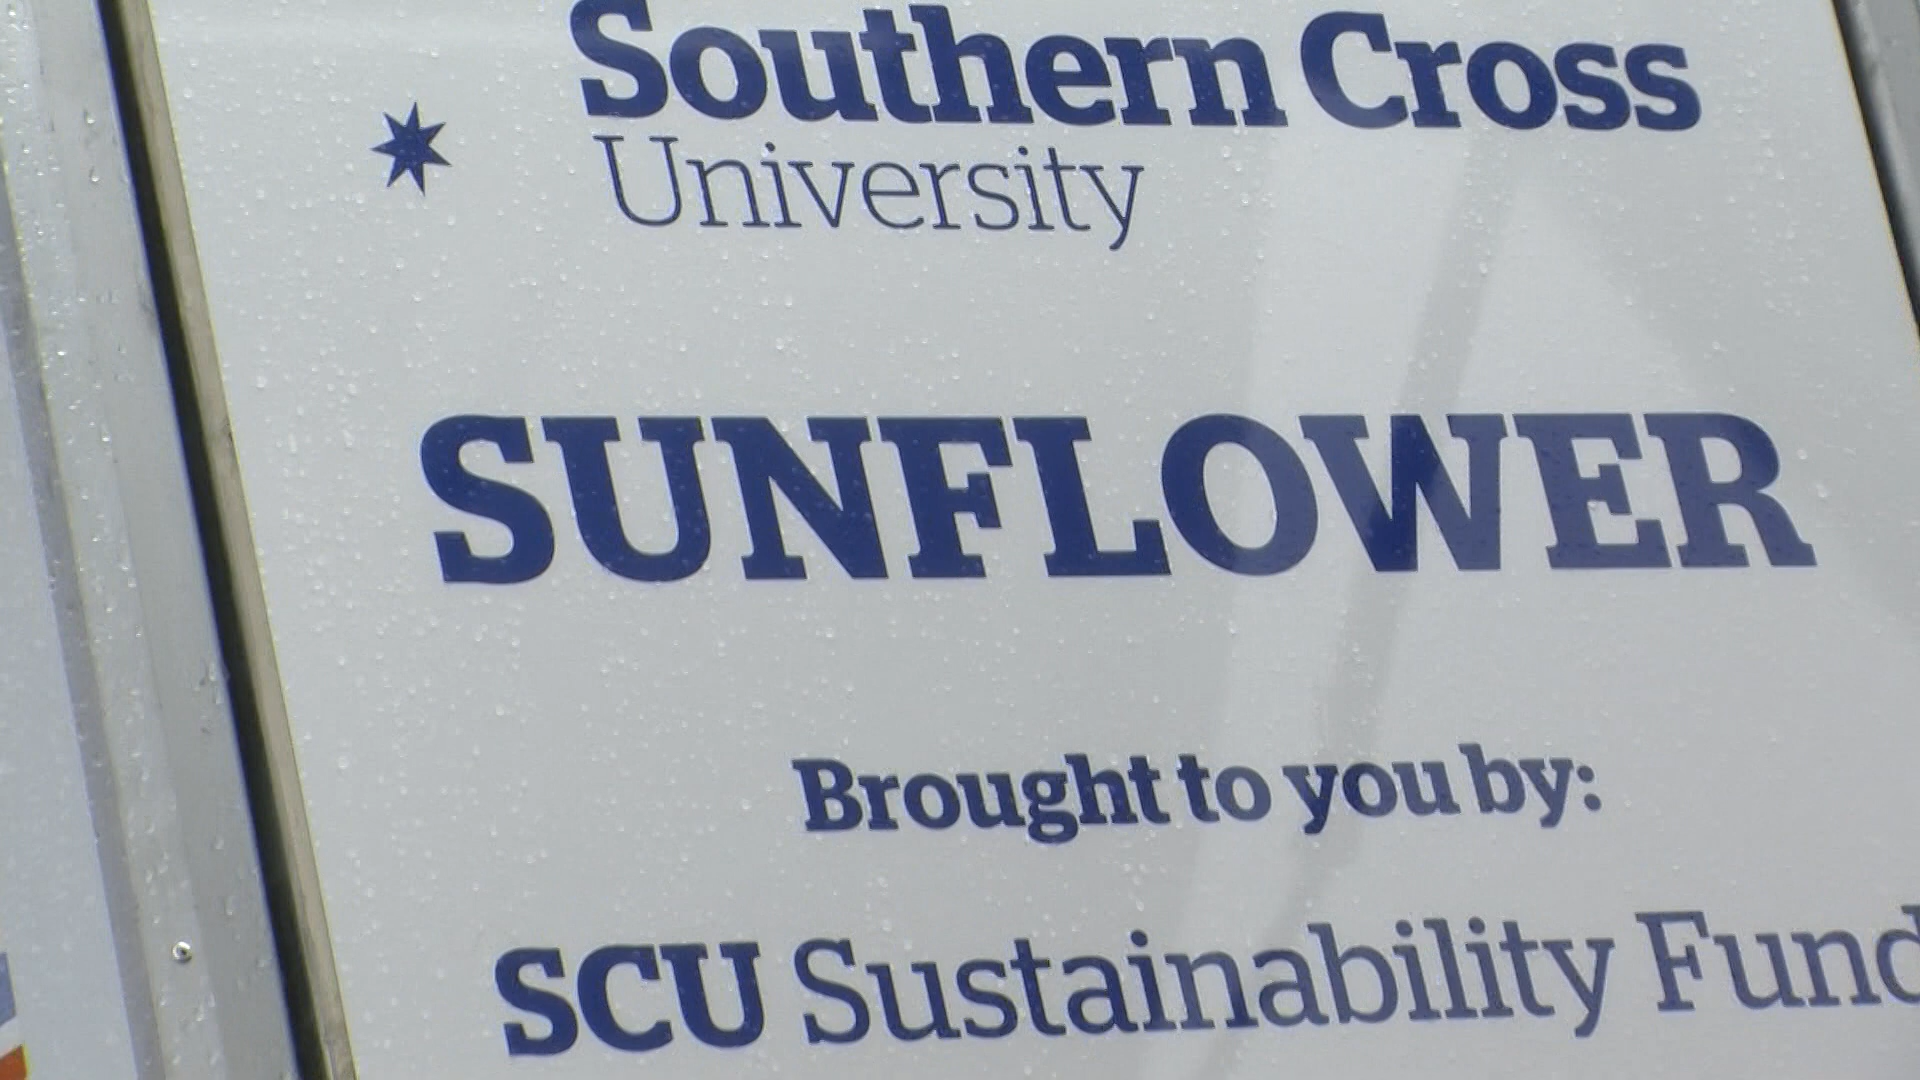 Southern Cross
University
SUNFLOWER
Brought to you by:
SCU Sustainability Fund